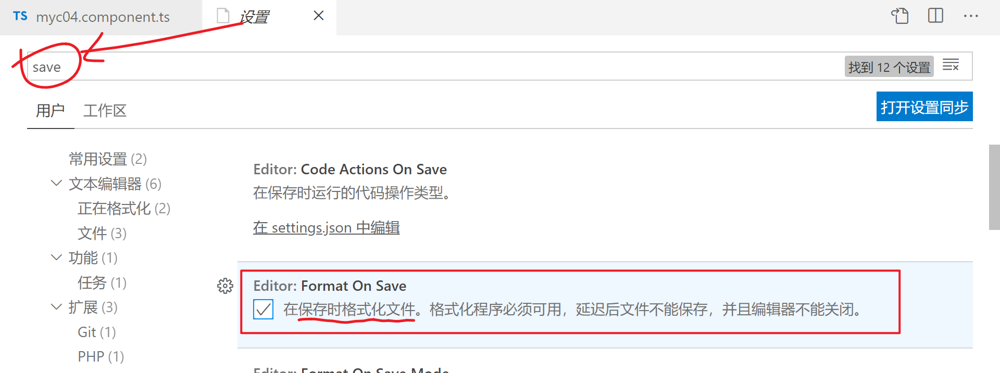 TS myc04.component.ts 设置
save 找到 12 个设置
用户 工作区 打开设置同步
常用设置 (2)
文本编辑器 (6)
正在格式化 (2)
文件 (3)
功能 (1)
任务 (1)
扩展 (3)
Git (1)
PHP (1)
Editor: Code Actions On Save
在保存时运行的代码操作类型。
在 settings.json 中编辑
Editor: Format On Save
在保存时格式化文件。格式化程序必须可用，延迟后文件不能保存，并且编辑器不能关闭。
Editor: Format On Save Mode